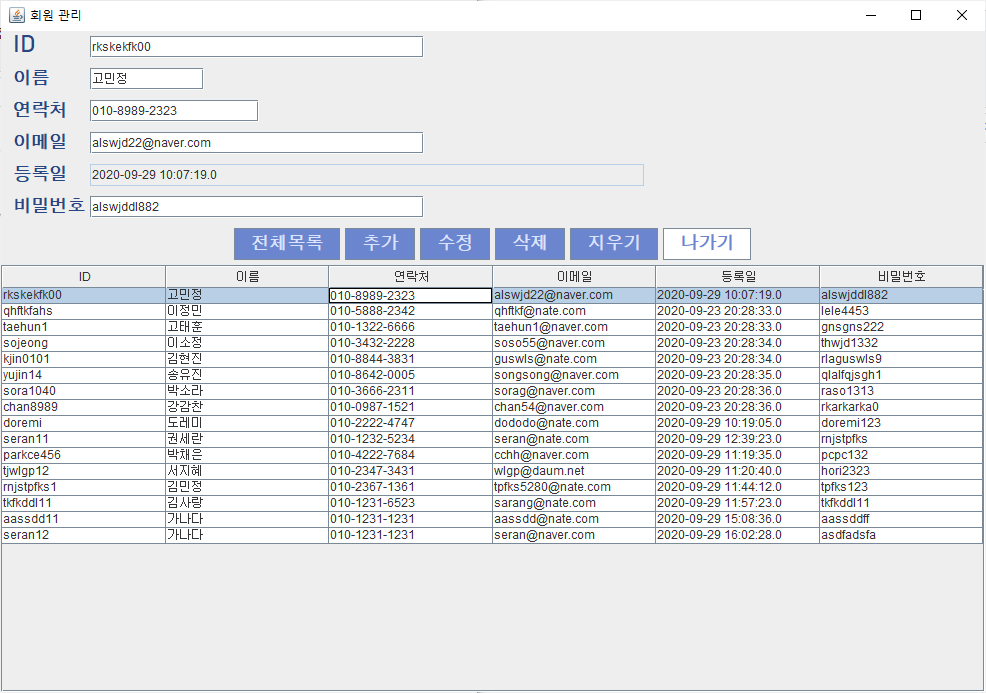 회원 관리
ID rkskekfk00
이름 고민정
연락처 010-8989-2323
이메일 alswjd22@naver.com
등록일 2020-09-29 10:07:19.0
비밀번호 alswjddl882
전체목록 추가 수정 삭제 지우기 나가기
ID 이름 연락처 이메일 등록일 비밀번호
rkskekfk00 고민정 010-8989-2323 alswjd22@naver.com 2020-09-29 10:07:19.0 alswjddl882
qhftkfahs 이정민 010-5888-2342 qhftkf@nate.com 2020-09-23 20:28:33.0 lele4453
taehun1 고태훈 010-1322-6666 taehun1@naver.com 2020-09-23 20:28:33.0 gnsgns222
sojeong 이소정 010-3432-2228 soso55@naver.com 2020-09-23 20:28:34.0 thwjd1332
kjin0101 김현진 010-8844-3831 guswls@nate.com 2020-09-23 20:28:34.0 rlaguswls9
yujin14 송유진 010-8642-0005 songsong@naver.com 2020-09-23 20:28:35.0 qlalfqjsgh1
sora1040 박소라 010-3666-2311 sorag@naver.com 2020-09-23 20:28:36.0 raso1313
chan8989 강감찬 010-0987-1521 chan54@naver.com 2020-09-23 20:28:36.0 rkarkarka0
doremi 도레미 010-2222-4747 dododo@nate.com 2020-09-29 10:19:05.0 doremi123
seran11 권세란 010-1232-5234 seran@nate.com 2020-09-29 12:39:23.0 rnjstpfks
parkce456 박채은 010-4222-7684 cchh@naver.com 2020-09-29 11:19:35.0 pcpc132
tjwlgp12 서지혜 010-2347-3431 wlgp@daum.net 2020-09-29 11:20:40.0 hori2323
rnjstpfks1 김민정 010-2367-1361 tpfks5280@nate.com 2020-09-29 11:44:12.0 tpfks123
tkfkddl11 김사랑 010-1231-6523 sarang@nate.com 2020-09-29 11:57:23.0 tkfkddl11
aassdd11 가나다 010-1231-1231 aassdd@nate.com 2020-09-29 15:08:36.0 aassddff
seran12 가나다 010-1231-1231 seran@naver.com 2020-09-29 16:02:28.0 asdfadsfa